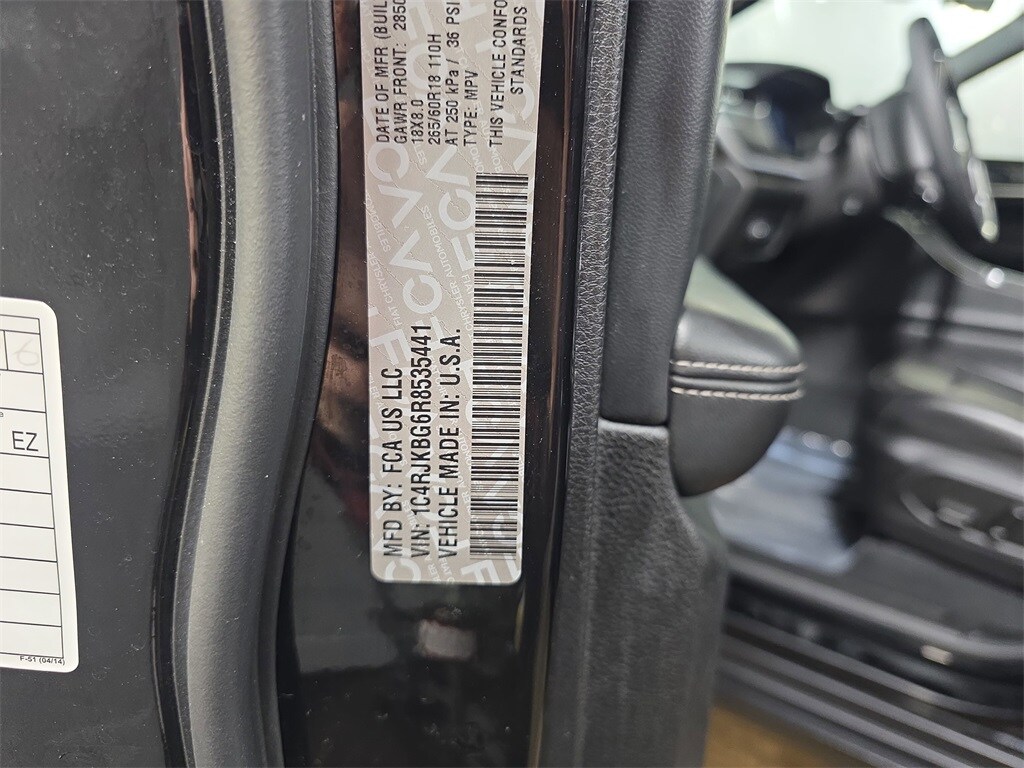 MFD BY: FCA US LLC
VIN: 1C4RJKBG6R8535441
VEHICLE MADE IN: U.S.A.
DATE OF MFR (BUIL
GAWR FRONT: 2850
18X8.0
265/60R18 110H
AT 250 kPa / 36 PSI
TYPE: MPV
THIS VEHICLE CONFO
STANDARDS
6
EZ
F-51 (04/14)